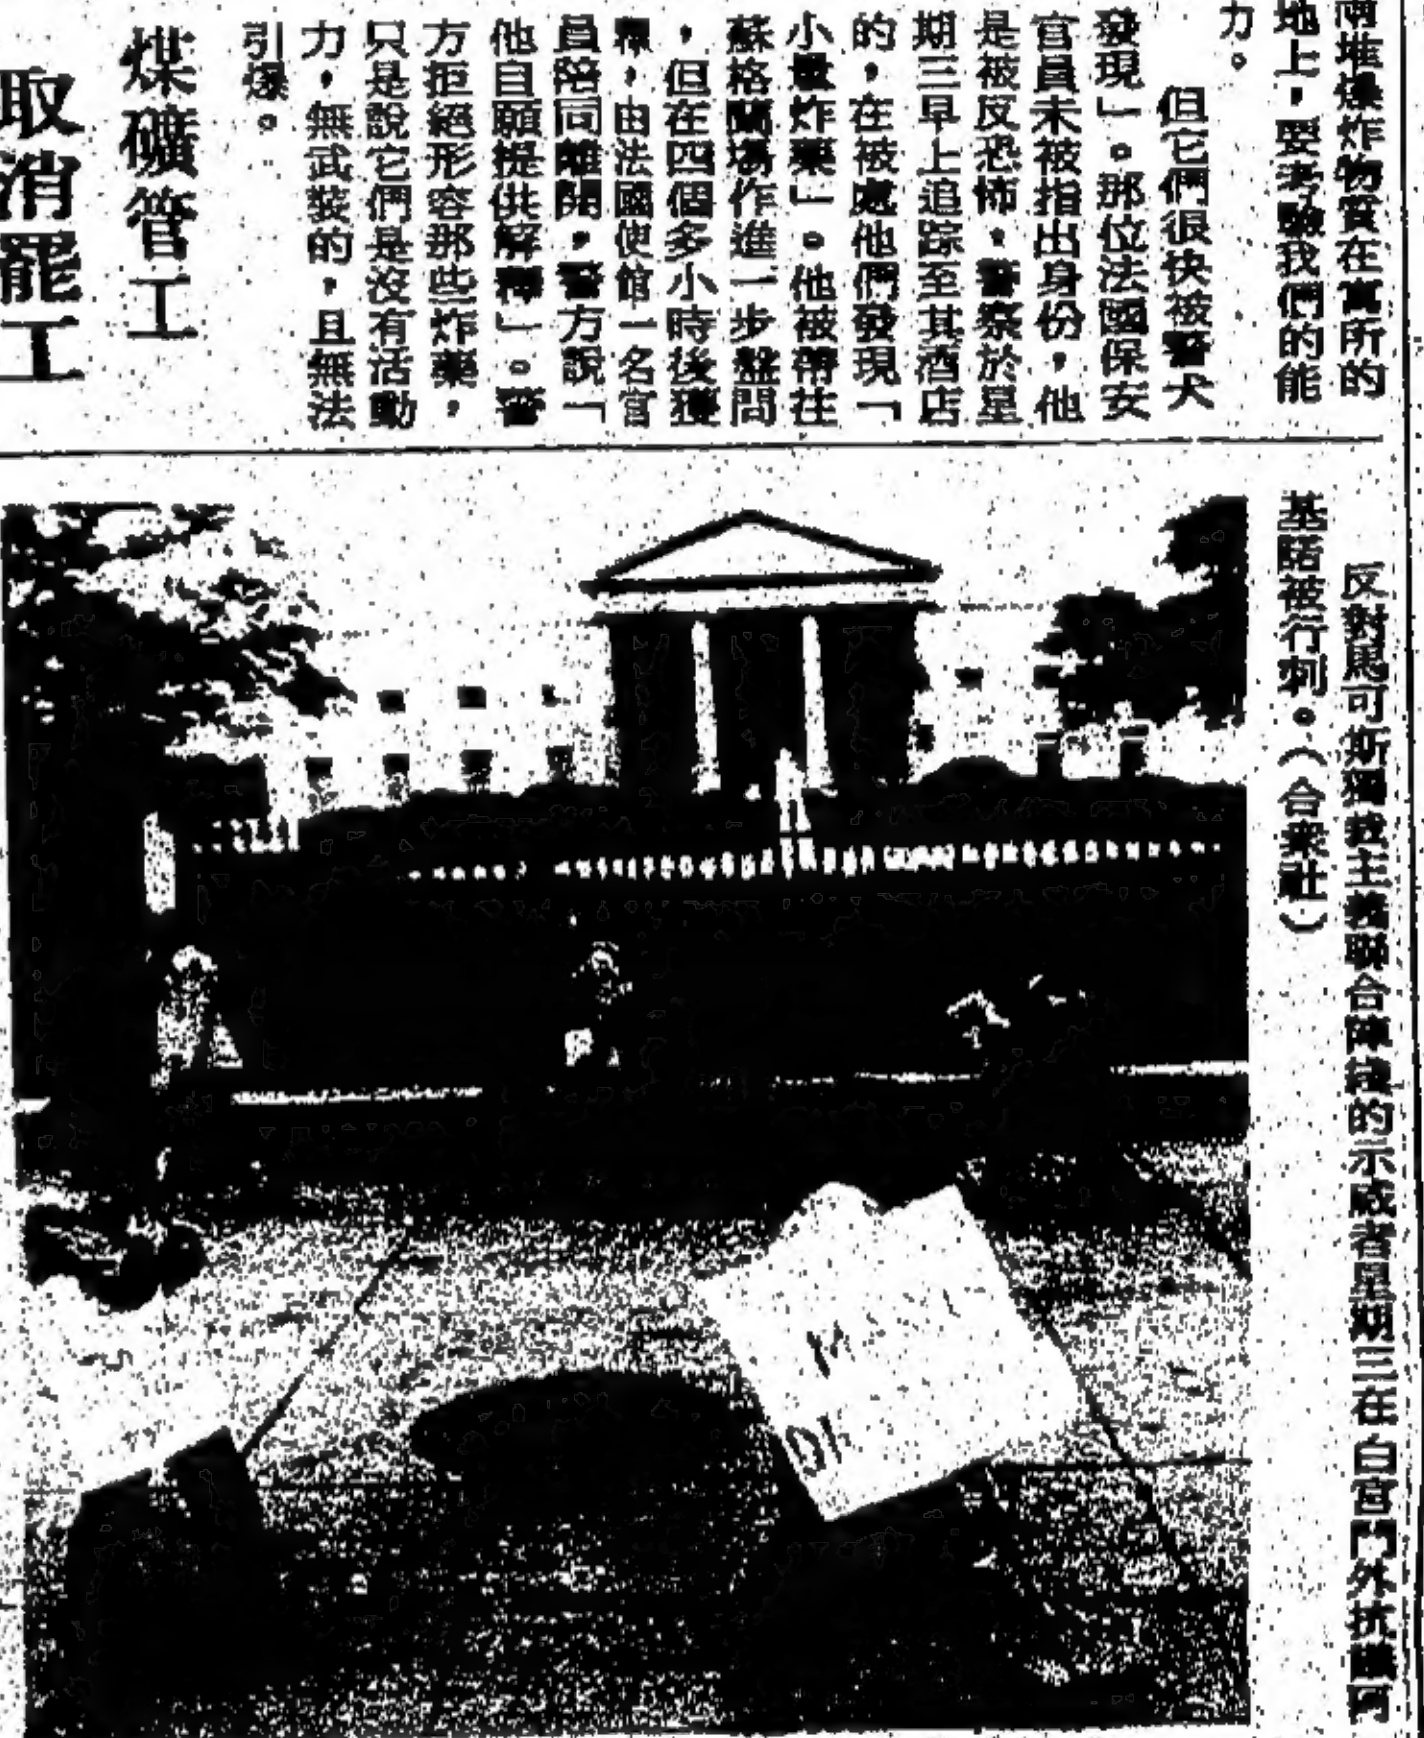 兩堆爆炸物質在寓所的
地上,要考驗我們的能
力。
但它們很快被警犬
發現」。那位法國保安
官員未被指出身份,他
是被反恐怖警察於星
期三早上追踪至其酒店
的,在被處他們發現「
小量炸藥」。他被帶往
蘇格蘭場作進一步盤問
,但在四個多小時後獲
釋,由法國使館一名官
員陪同離開,警方說「
他自願提供解釋」。警
方拒絕形容那些炸藥,
只是說它們是沒有活動
力,無武裝的,且無法
引爆。
煤礦管工
取消罷工
反對馬可斯獨裁主義聯合陣綫的示威者星期三在白宮門外抗議阿
基諾被行刺。(合衆社)